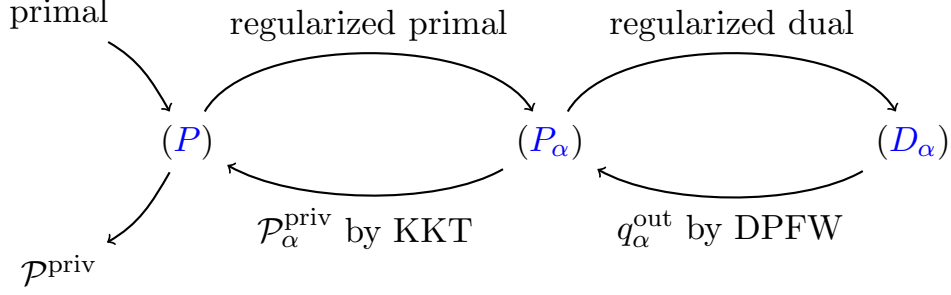 primal
regularized primal
regularized dual
(P)
(P_α)
(D_α)
𝒫_α^priv by KKT
q_α^out by DPFW
𝒫^priv